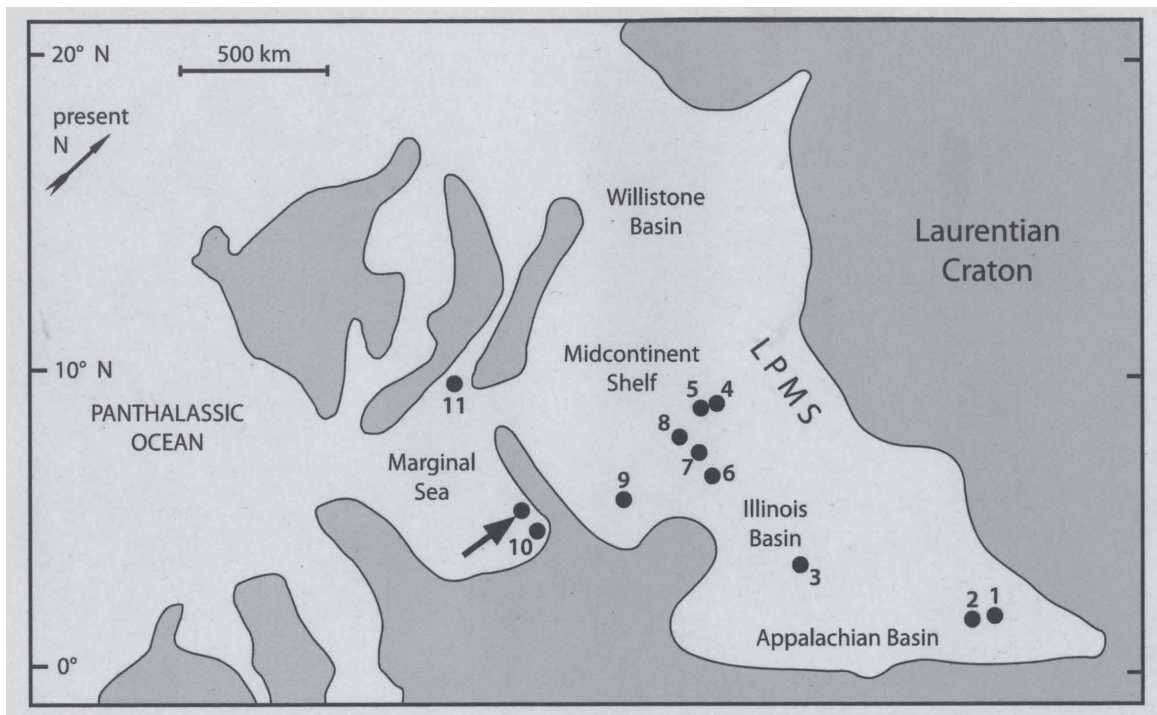 20° N
500 km
present
N
Willistone
Basin
Laurentian
Craton
10° N
Midcontinent
Shelf
LPMS
PANTHALASSIC
OCEAN
11
5
4
8
7
6
Marginal
Sea
9
Illinois
Basin
10
3
2
1
Appalachian Basin
0°